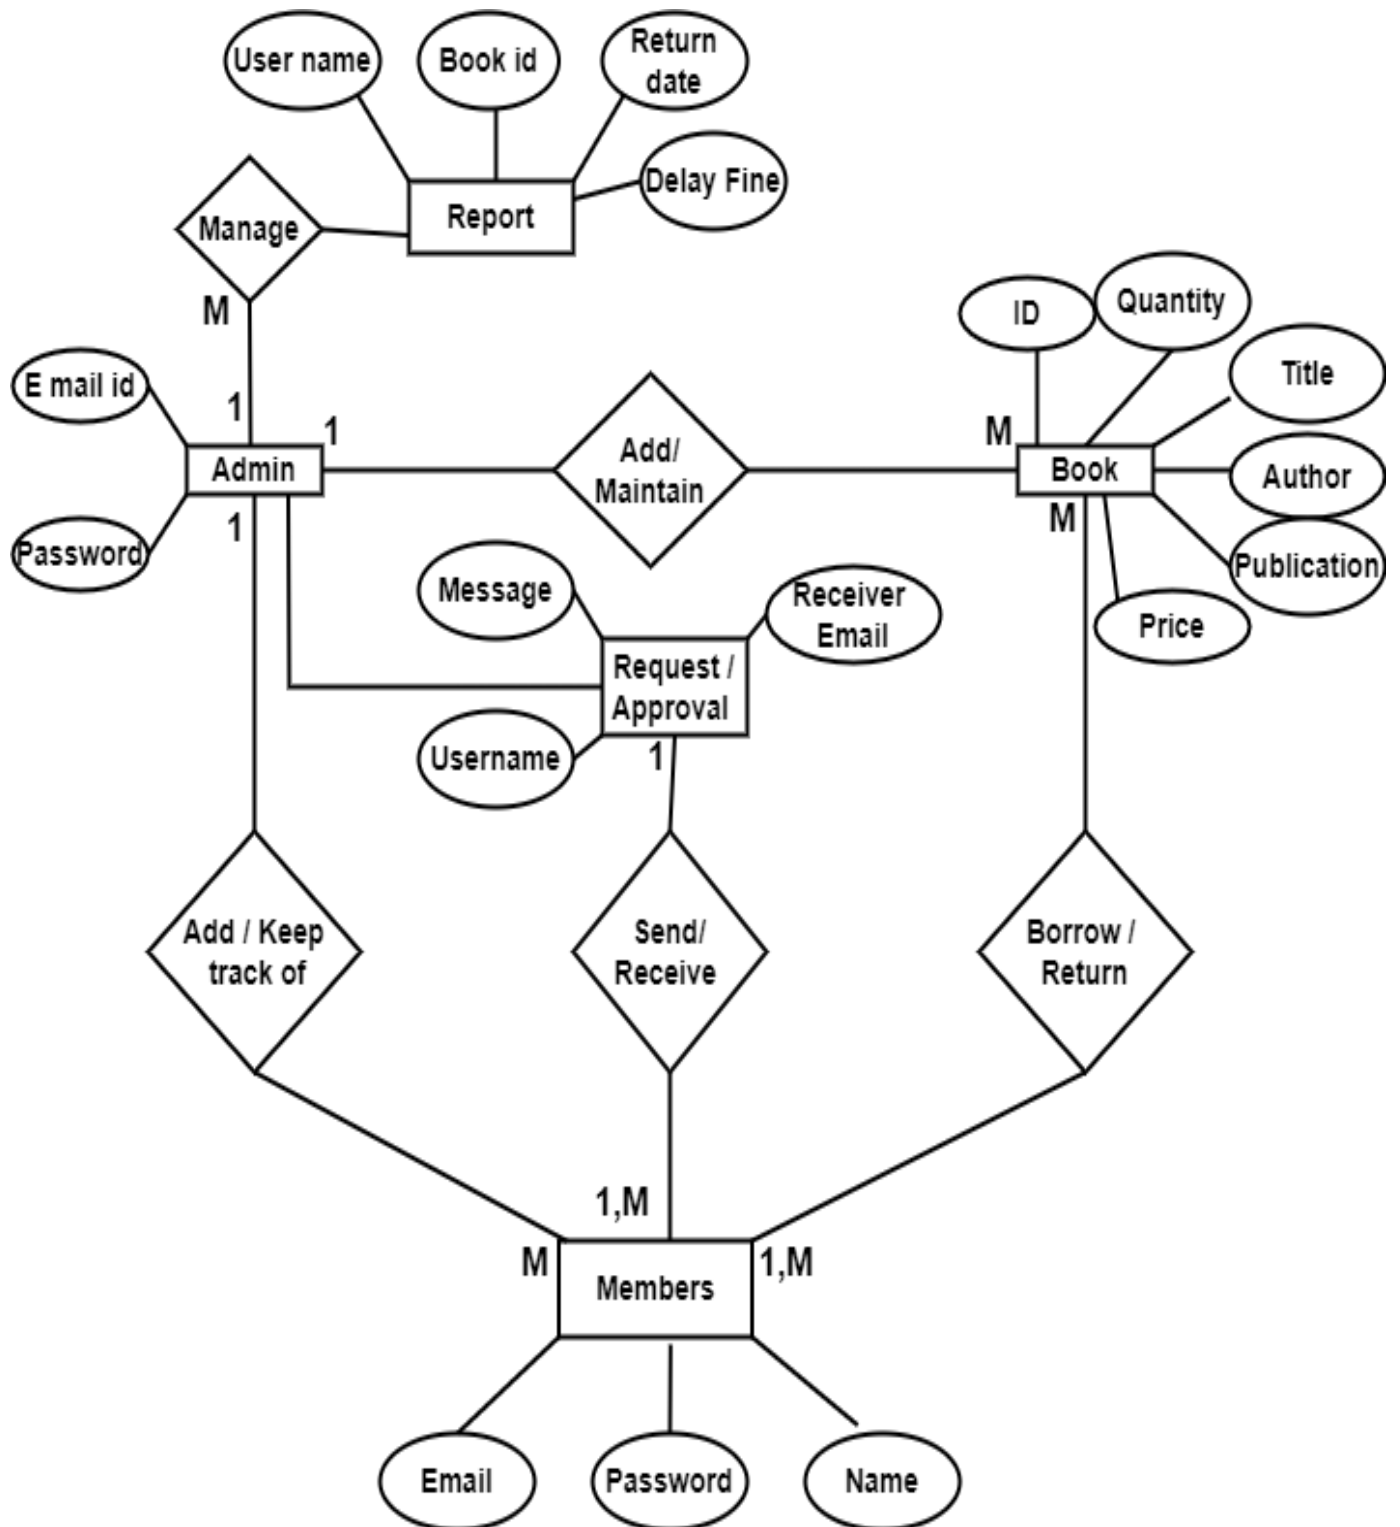 User name
Book id
Return
date
Delay Fine
Manage
Report
M
ID
Quantity
E mail id
Title
1
1
M
Admin
Add/
Maintain
Book
Author
1
M
Password
Message
Receiver
Email
Publication
Price
Request /
Approval
Username
1
Add / Keep
track of
Send/
Receive
Borrow /
Return
1,M
M
Members
1,M
Email
Password
Name